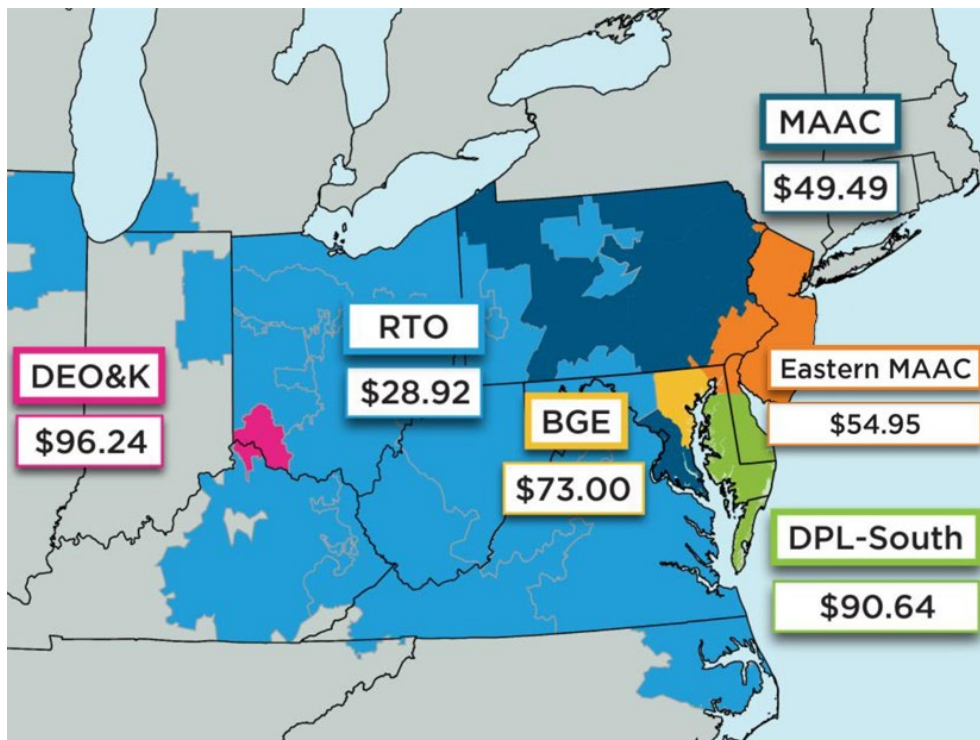 MAAC
$49.49
RTO
$28.92
DEO&K
$96.24
Eastern MAAC
$54.95
BGE
$73.00
DPL-South
$90.64